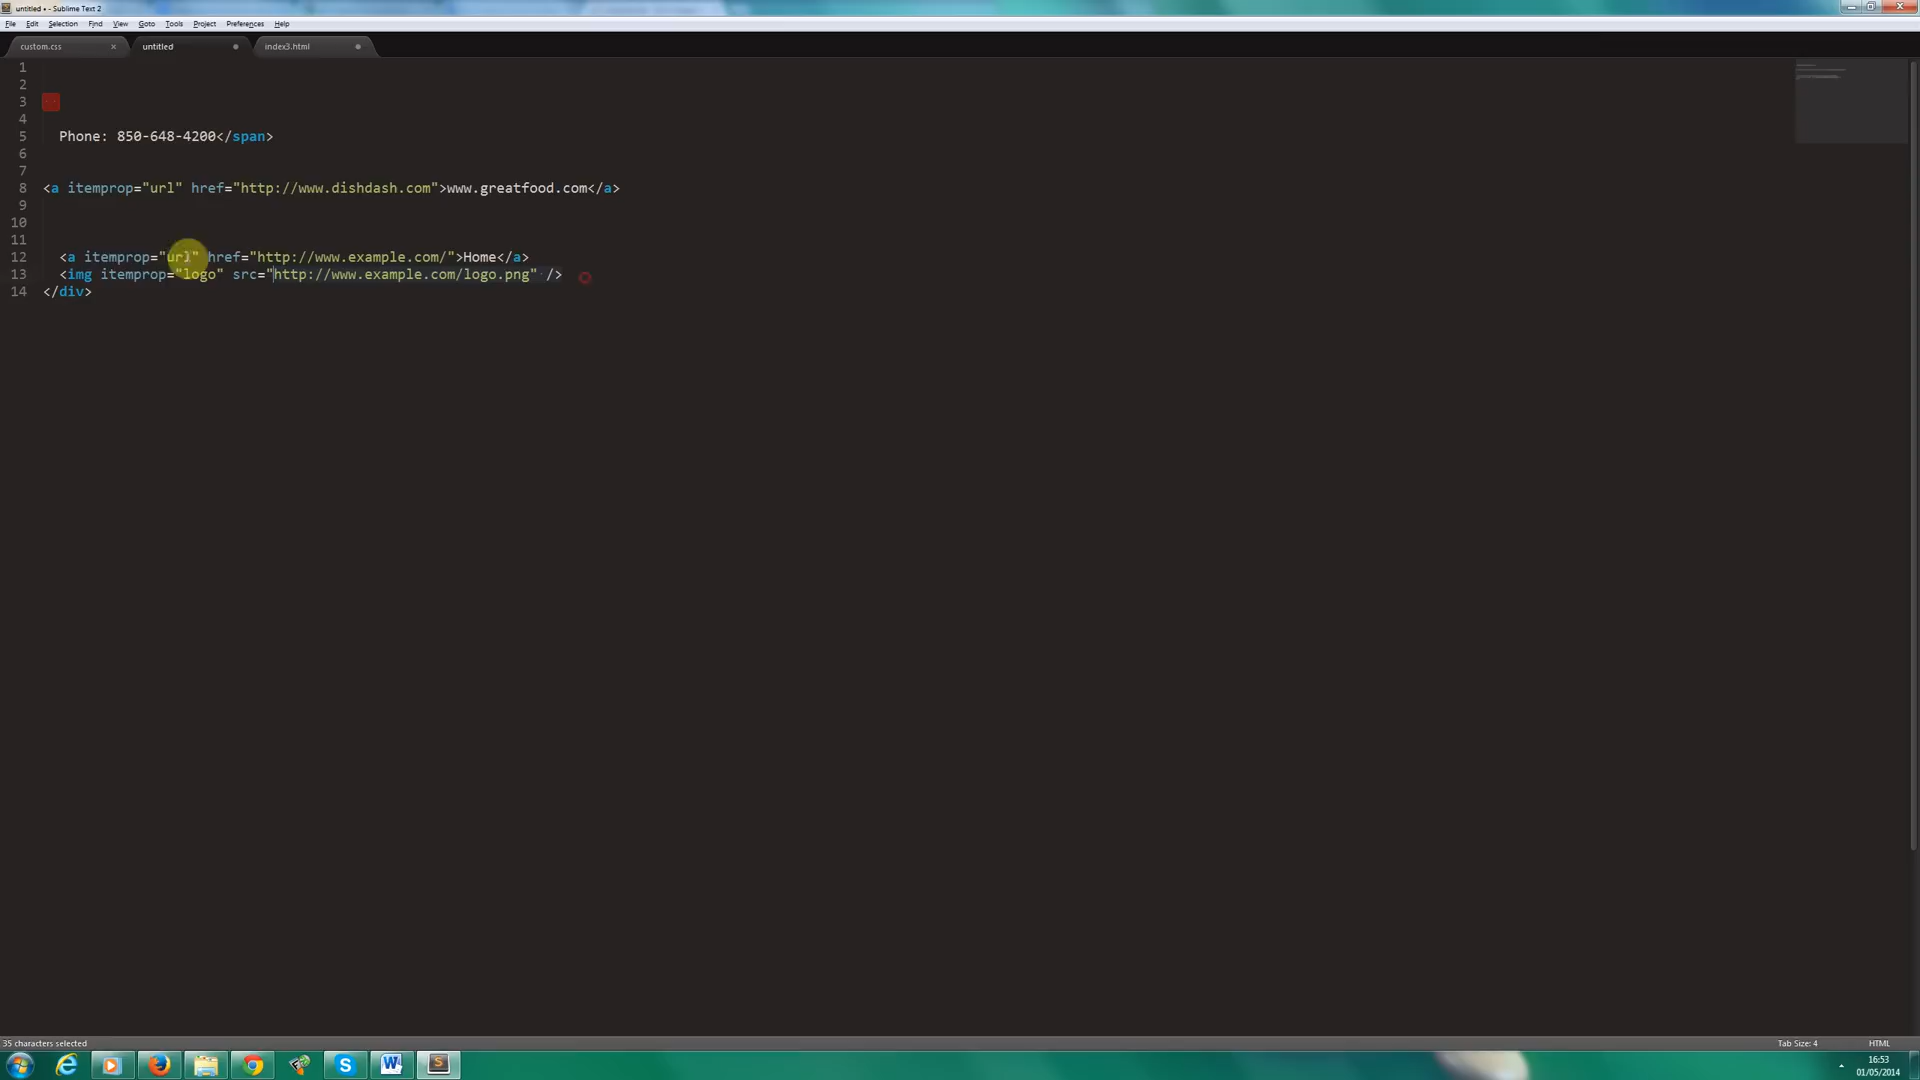 untitled • - Sublime Text 2
File Edit Selection Find View Goto Tools Project Preferences Help
custom.css × untitled index3.html
1
2
3
4
5 Phone: 850-648-4200</span>
6
7
8 <a itemprop="url" href="http://www.dishdash.com">www.greatfood.com</a>
9
10
11
12 <a itemprop="url" href="http://www.example.com/">Home</a>
13 <img itemprop="logo" src="http://www.example.com/logo.png" />
14 </div>
35 characters selected Tab Size: 4 HTML
16:53
01/05/2014